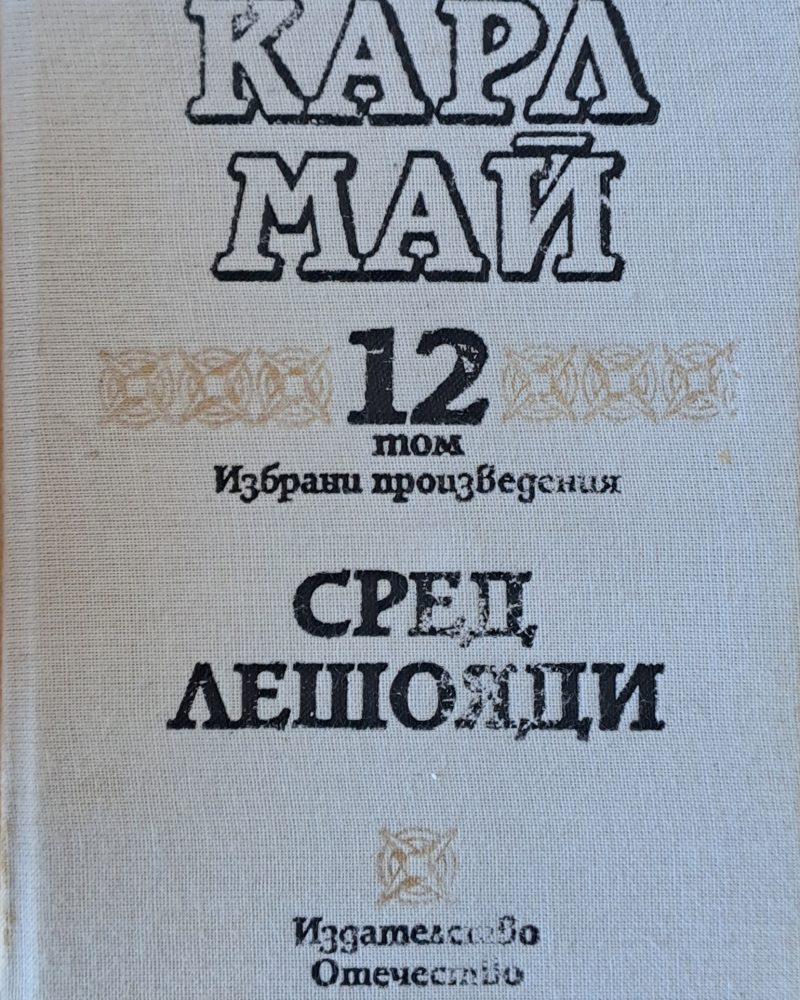 КАРЛ
МАЙ
12
том
Избрани произведения
СРЕД
ЛЕШОЯДИ
Издателство
Отечество